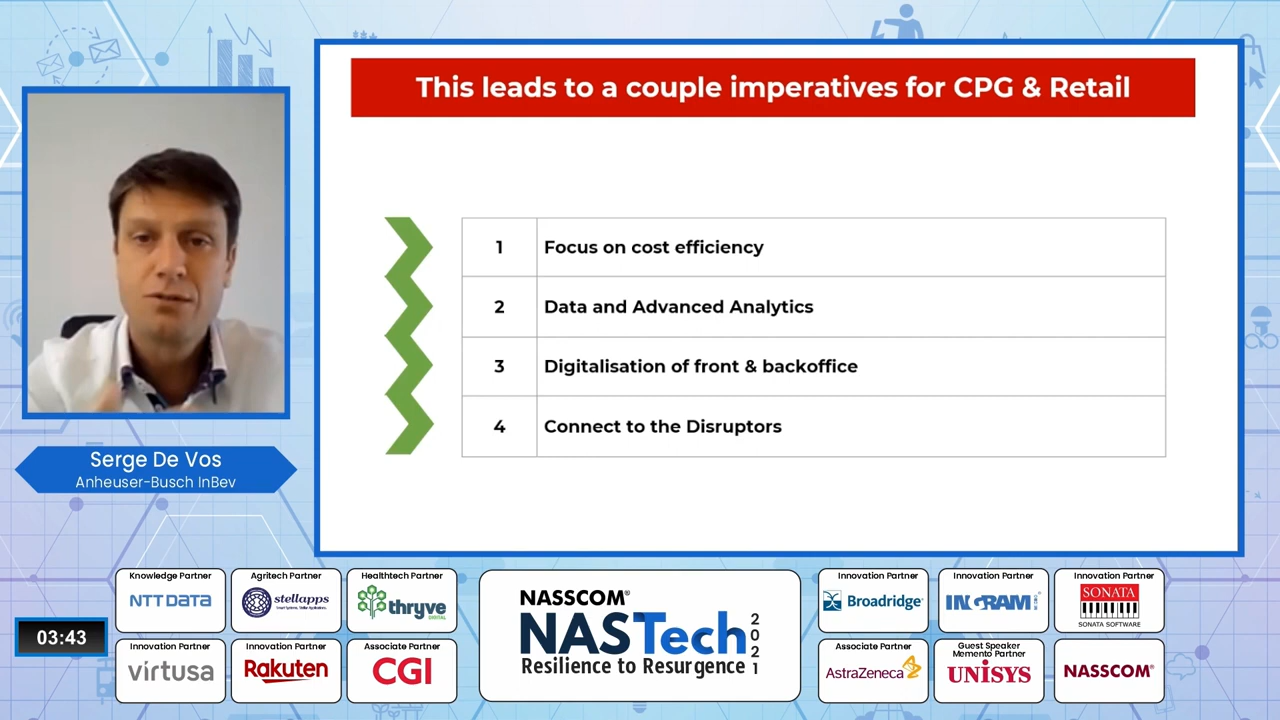 This leads to a couple imperatives for CPG & Retail
1 Focus on cost efficiency
2 Data and Advanced Analytics
3 Digitalisation of front & backoffice
4 Connect to the Disruptors
Serge De Vos
Anheuser-Busch InBev
03:43
Knowledge Partner
NTT DATA
Agritech Partner
stellapps
Healthtech Partner
thryve
DIGITAL
Innovation Partner
virtusa
Innovation Partner
Rakuten
Associate Partner
CGI
NASSCOM®
NASTech
2021
Resilience to Resurgence
Innovation Partner
Broadridge®
Innovation Partner
INGRAM
Innovation Partner
SONATA
SONATA SOFTWARE
Associate Partner
AstraZeneca
Guest Speaker
Memento Partner
UNISYS
NASSCOM®